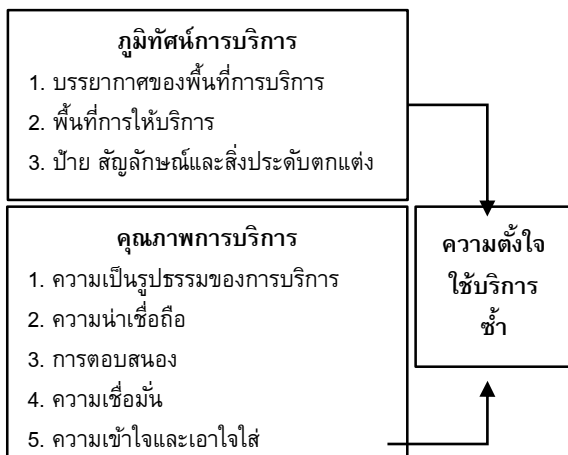 ภูมิทัศน์การบริการ
1. บรรยากาศของพื้นที่การบริการ
2. พื้นที่การให้บริการ
3. ป้าย สัญลักษณ์และสิ่งประดับตกแต่ง
คุณภาพการบริการ
1. ความเป็นรูปธรรมของการบริการ
2. ความน่าเชื่อถือ
3. การตอบสนอง
4. ความเชื่อมั่น
5. ความเข้าใจและเอาใจใส่
ความตั้งใจ
ใช้บริการ
ซ้ำ